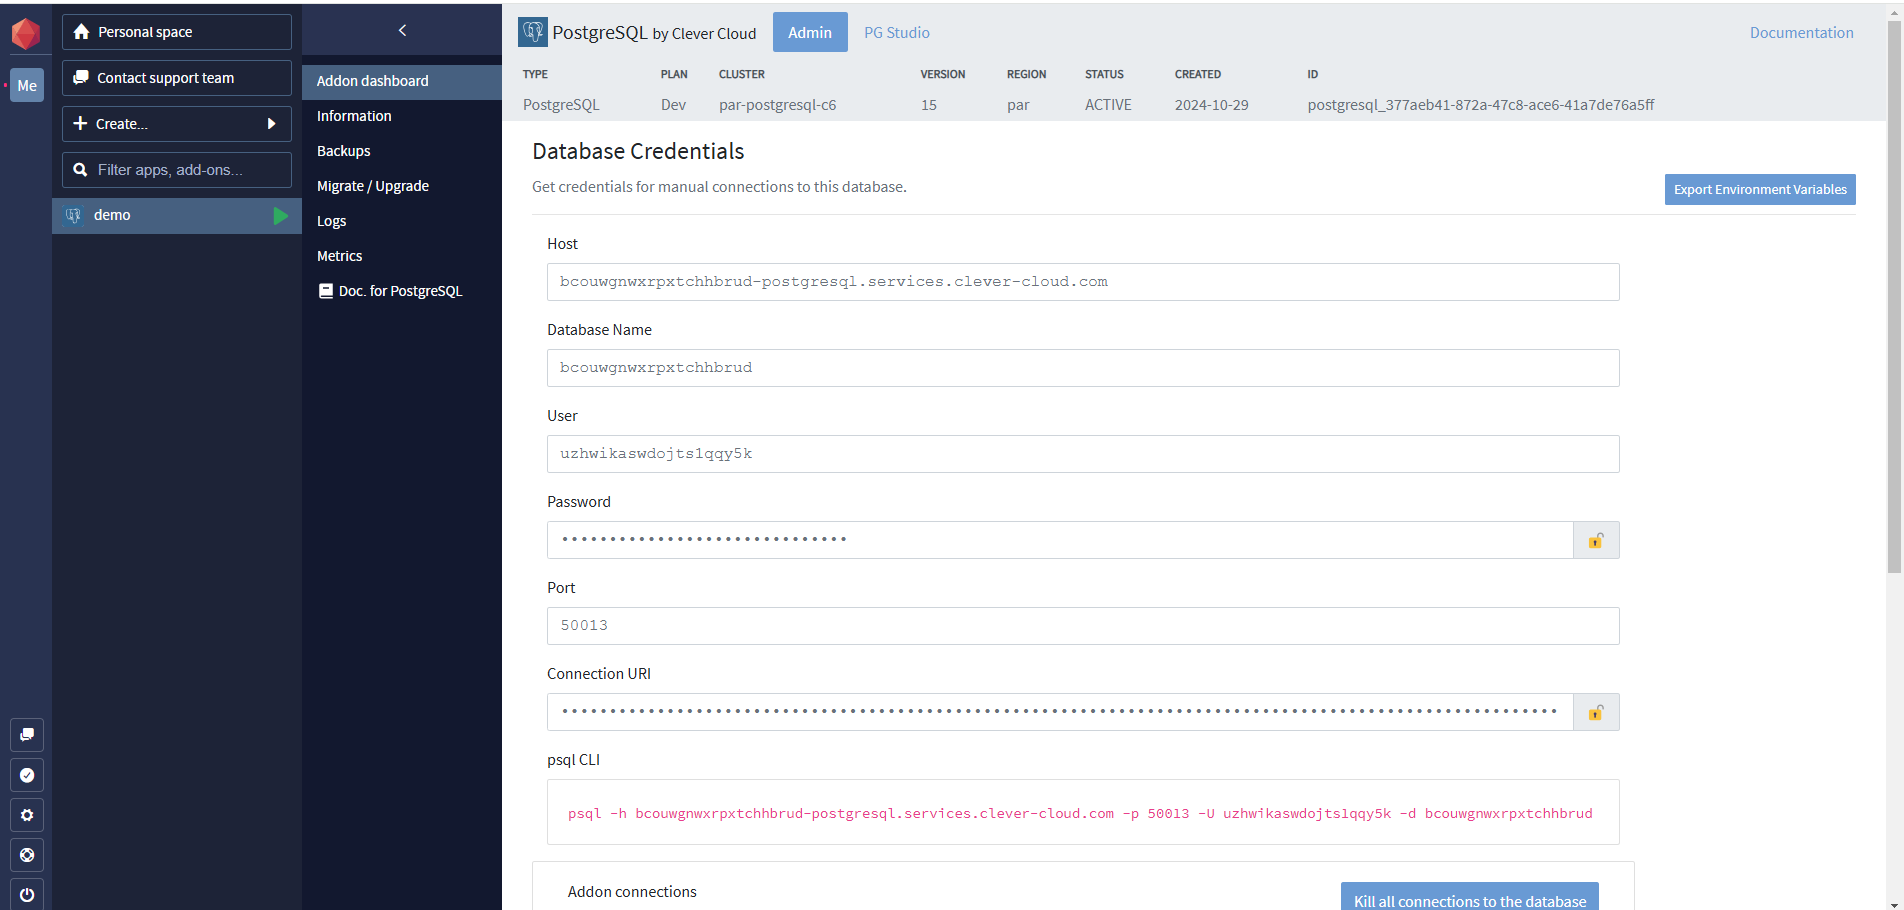 Me
Personal space
Contact support team
Create...
Filter apps, add-ons...
demo
Addon dashboard
Information
Backups
Migrate / Upgrade
Logs
Metrics
Doc. for PostgreSQL
PostgreSQL by Clever Cloud Admin PG Studio Documentation
TYPE PLAN CLUSTER VERSION REGION STATUS CREATED ID
PostgreSQL Dev par-postgresql-c6 15 par ACTIVE 2024-10-29 postgresql_377aeb41-872a-47c8-ace6-41a7de76a5ff
Database Credentials
Get credentials for manual connections to this database.
Export Environment Variables
Host
bcouwgnwxrpxtchhbrud-postgresql.services.clever-cloud.com
Database Name
bcouwgnwxrpxtchhbrud
User
uzhwikaswdojts1qqy5k
Password
Port
50013
Connection URI
psql CLI
psql -h bcouwgnwxrpxtchhbrud-postgresql.services.clever-cloud.com -p 50013 -U uzhwikaswdojts1qqy5k -d bcouwgnwxrpxtchhbrud
Addon connections
Kill all connections to the database